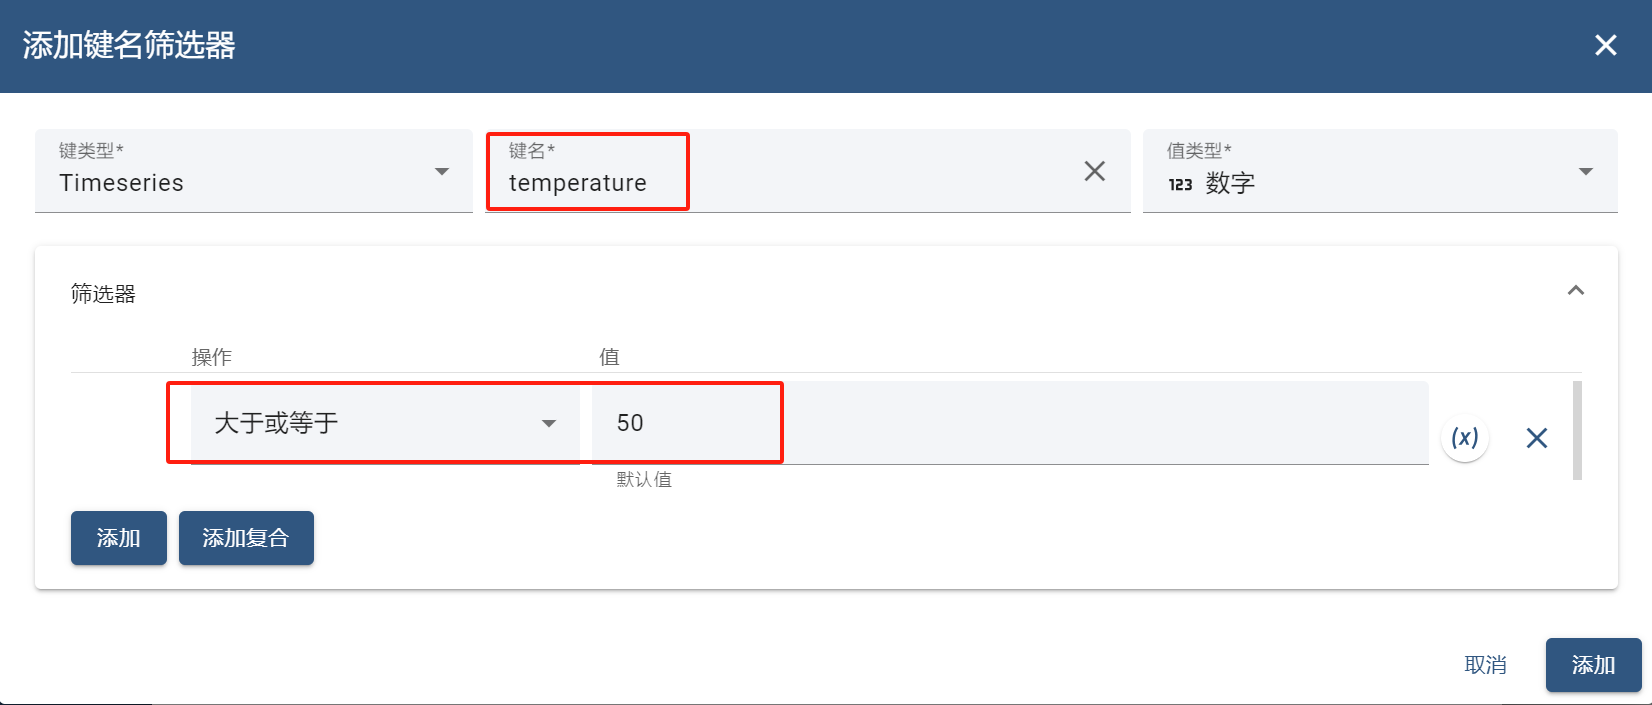 添加键名筛选器
键类型*
Timeseries
键名*
temperature
值类型*
123 数字
筛选器
操作 值
大于或等于 50 (x)
默认值
添加 添加复合
取消 添加